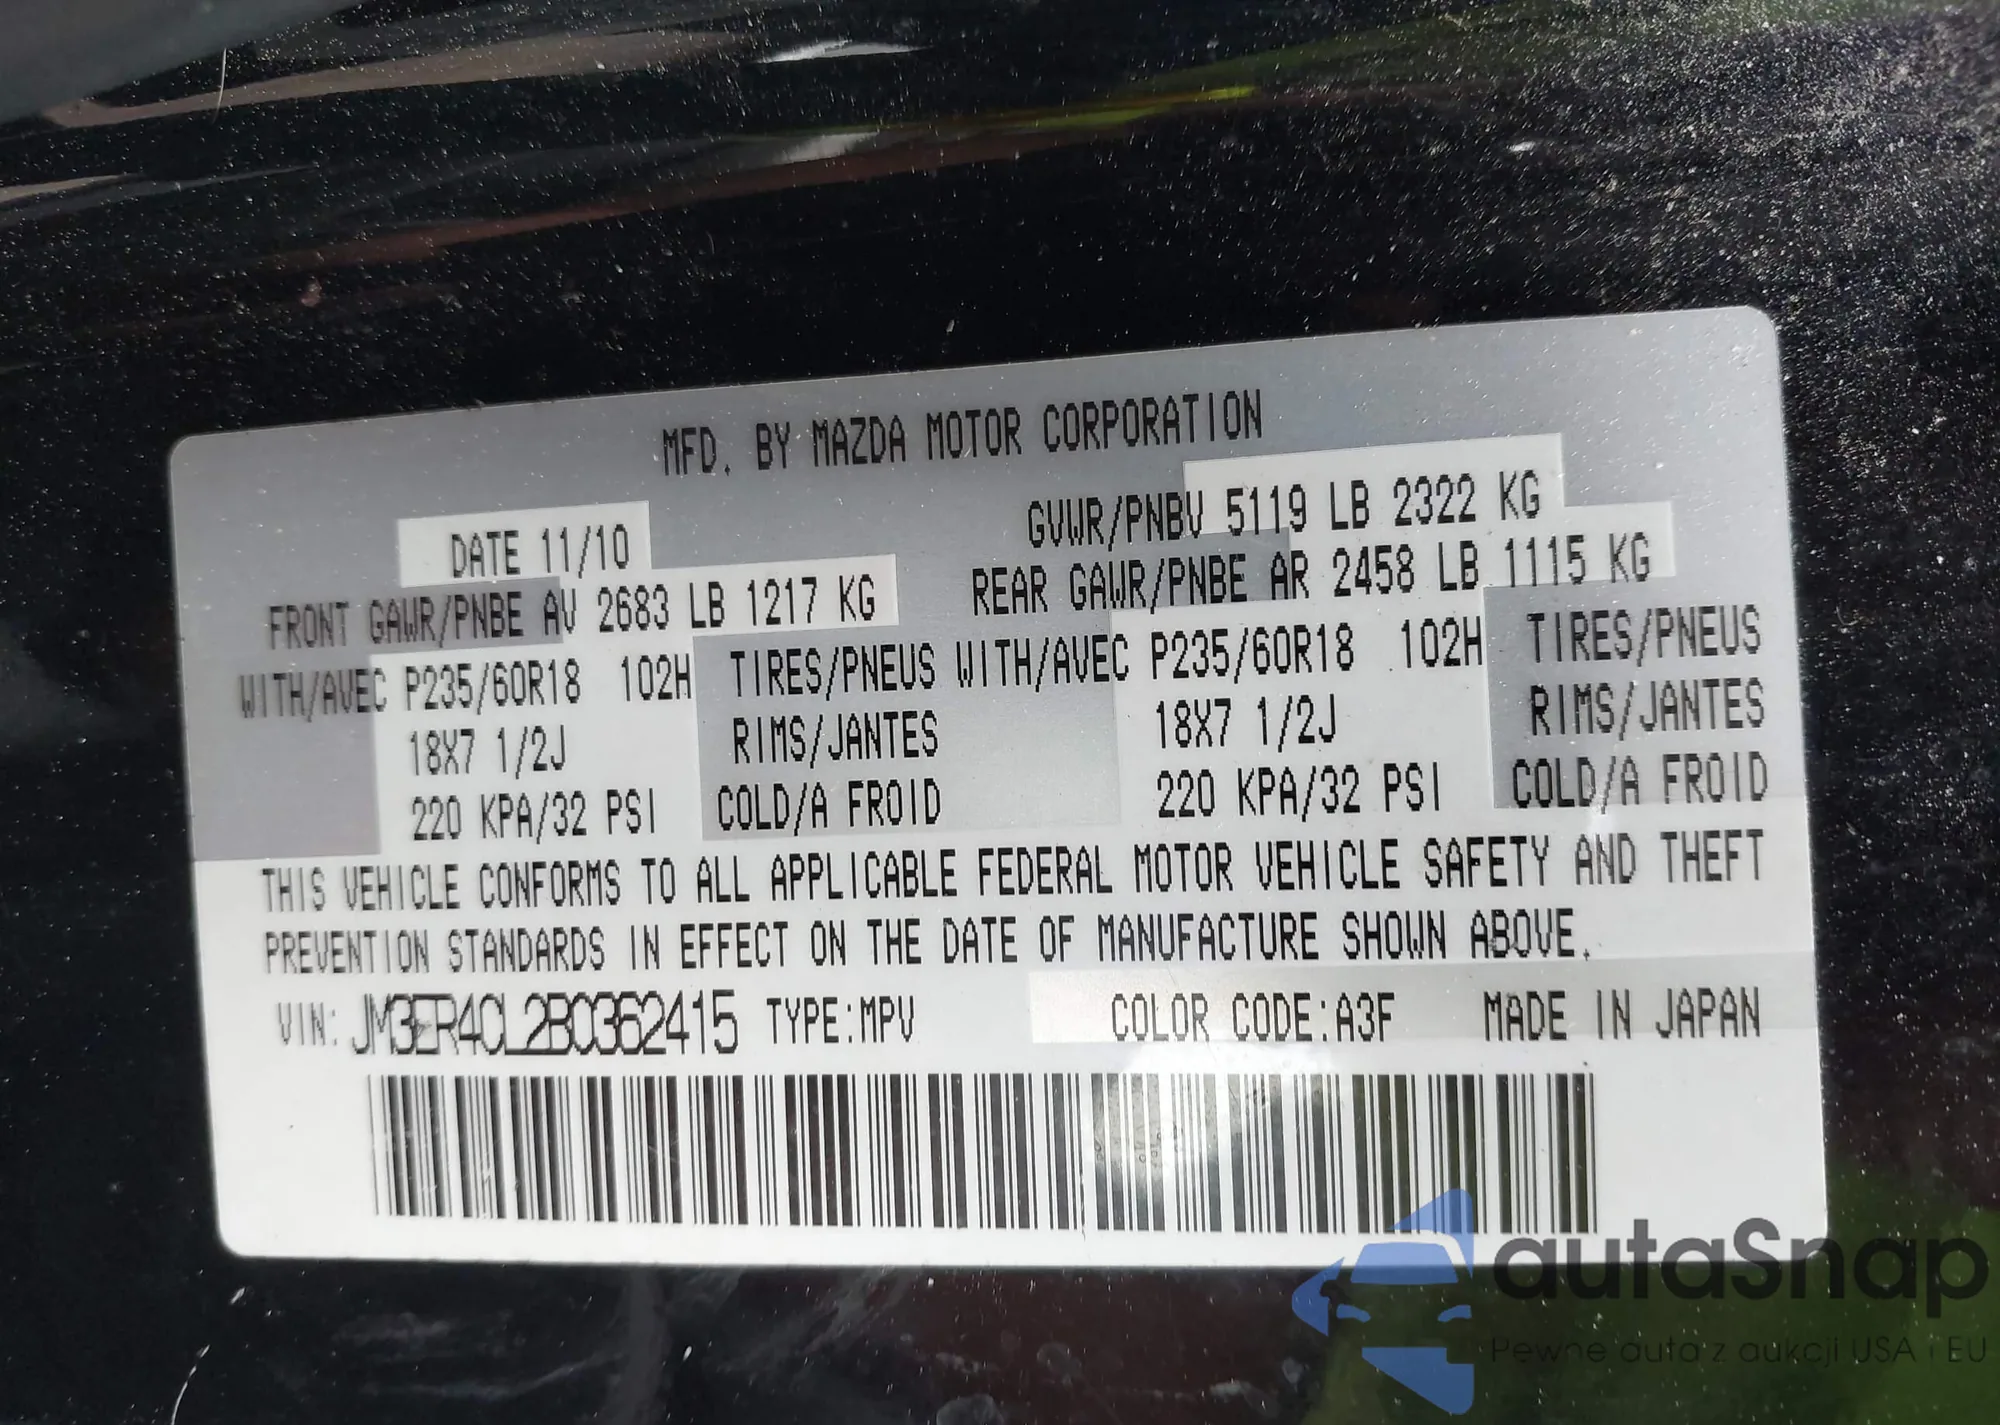 MFD. BY MAZDA MOTOR CORPORATION
DATE 11/10
GVWR/PNBV 5119 LB 2322 KG
FRONT GAWR/PNBE AV 2683 LB 1217 KG
REAR GAWR/PNBE AR 2458 LB 1115 KG
WITH/AVEC P235/60R18 102H TIRES/PNEUS WITH/AVEC P235/60R18 102H TIRES/PNEUS
18X7 1/2J RIMS/JANTES 18X7 1/2J RIMS/JANTES
220 KPA/32 PSI COLD/A FROID 220 KPA/32 PSI COLD/A FROID
THIS VEHICLE CONFORMS TO ALL APPLICABLE FEDERAL MOTOR VEHICLE SAFETY AND THEFT
PREVENTION STANDARDS IN EFFECT ON THE DATE OF MANUFACTURE SHOWN ABOVE.
VIN: JM3ER4CL2B0362415 TYPE:MPV COLOR CODE:A3F MADE IN JAPAN
autaSnap
Pewne auta z aukcji USA i EU